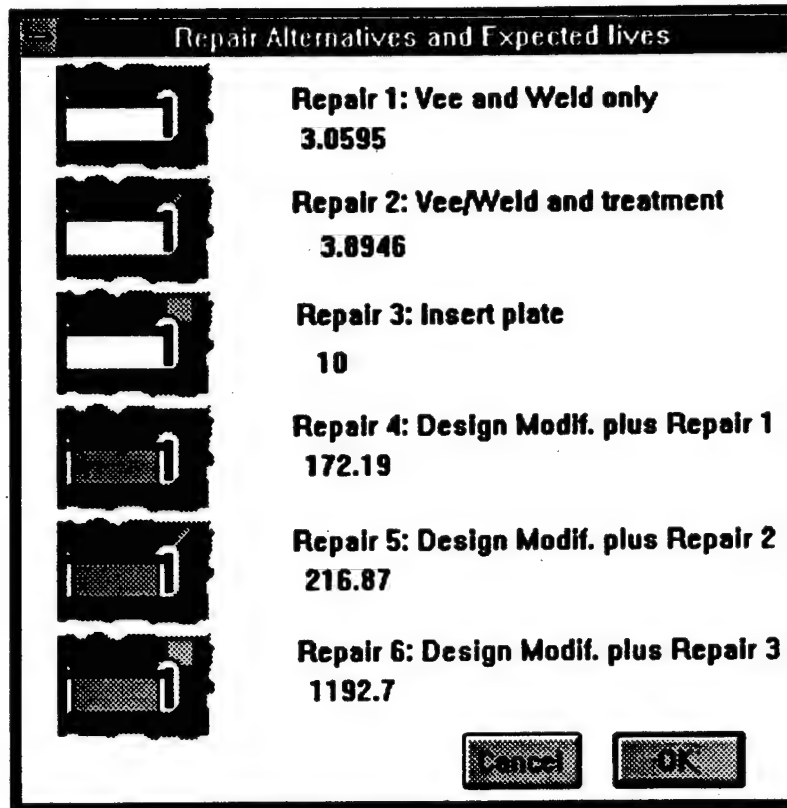 Repair Alternatives and Expected lives
Repair 1: Vee and Weld only
3.0595
Repair 2: Vee/Weld and treatment
3.8946
Repair 3: Insert plate
10
Repair 4: Design Modif. plus Repair 1
172.19
Repair 5: Design Modif. plus Repair 2
216.87
Repair 6: Design Modif. plus Repair 3
1192.7
Cancel OK